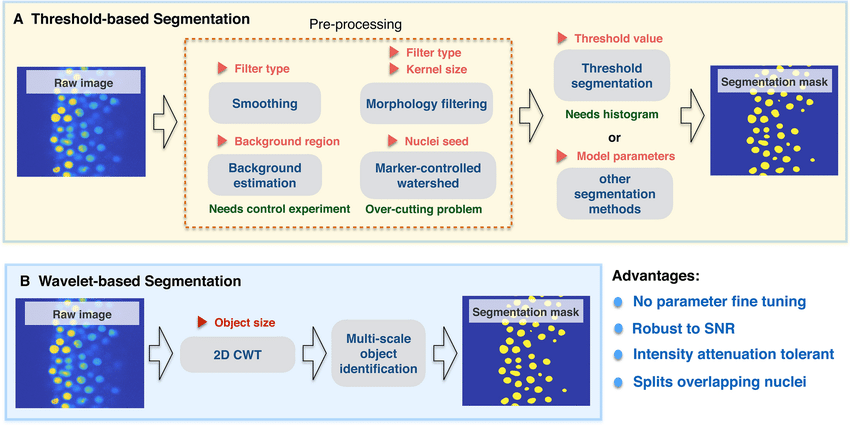 A Threshold-based Segmentation
Pre-processing
Raw image
Filter type
Smoothing
Filter type
Kernel size
Morphology filtering
Background region
Background
estimation
Needs control experiment
Nuclei seed
Marker-controlled
watershed
Over-cutting problem
Threshold value
Threshold
segmentation
Needs histogram
or
Model parameters
other
segmentation
methods
Segmentation mask
B Wavelet-based Segmentation
Raw image
Object size
2D CWT
Multi-scale
object
identification
Segmentation mask
Advantages:
No parameter fine tuning
Robust to SNR
Intensity attenuation tolerant
Splits overlapping nuclei